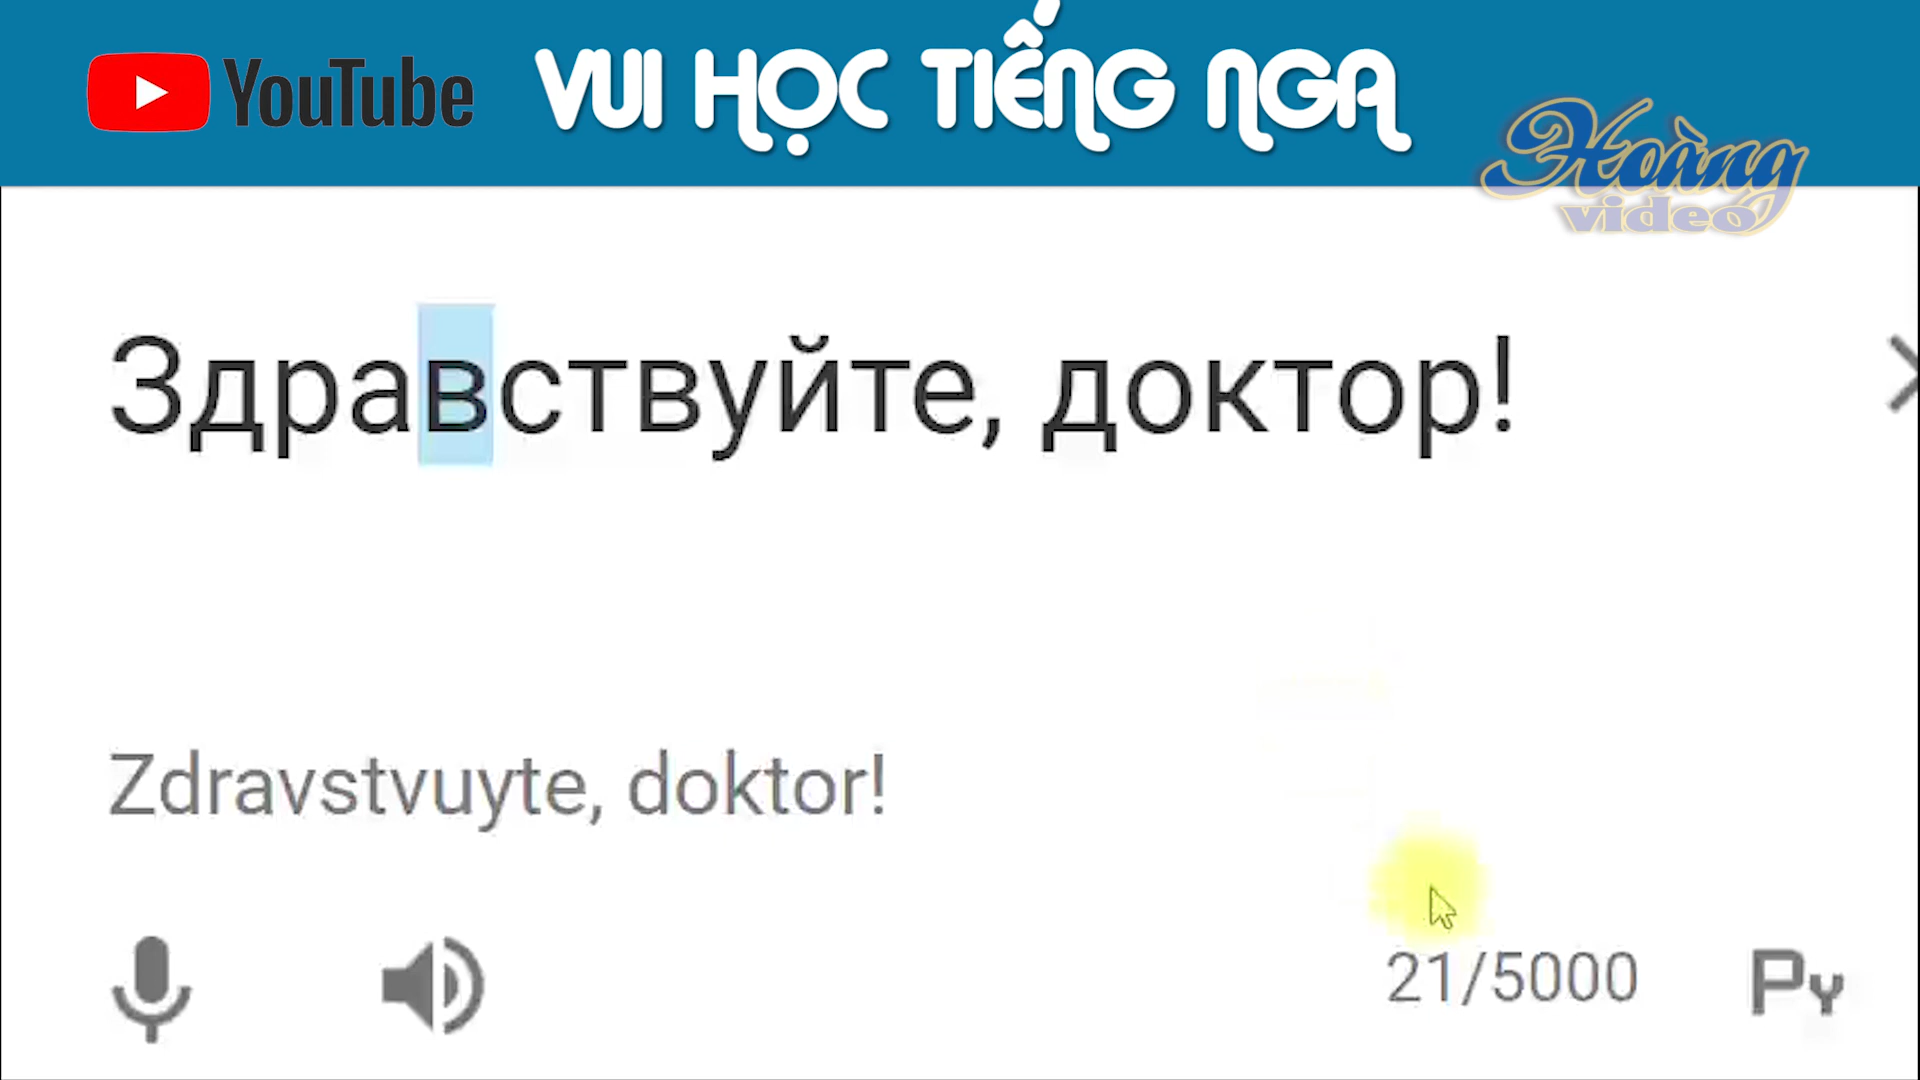 YouTube VUI HỌC TIẾNG NGA
Hoàng
video
Здравствуйте, доктор!
Zdravstvuyte, doktor!
21/5000 Ру